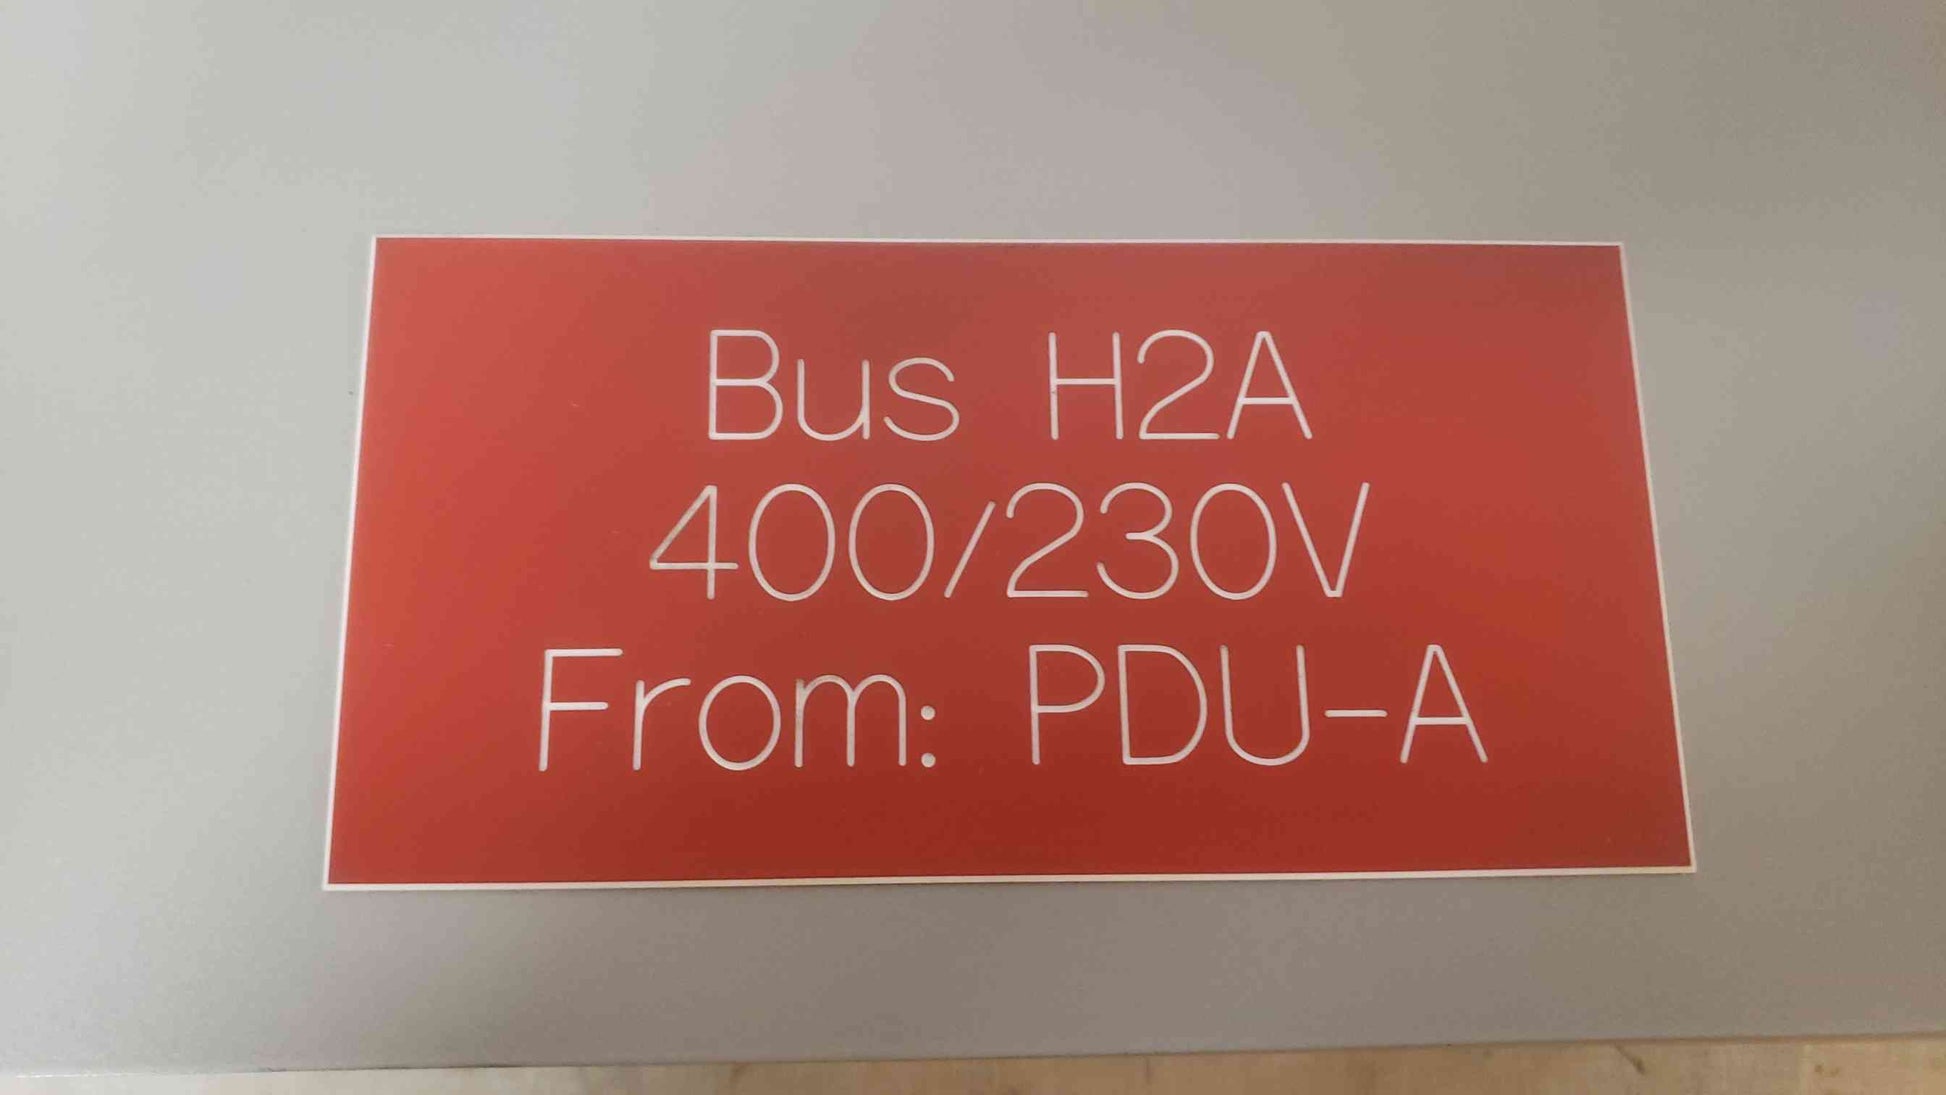 Bus H2A
400/230V
From: PDU-A